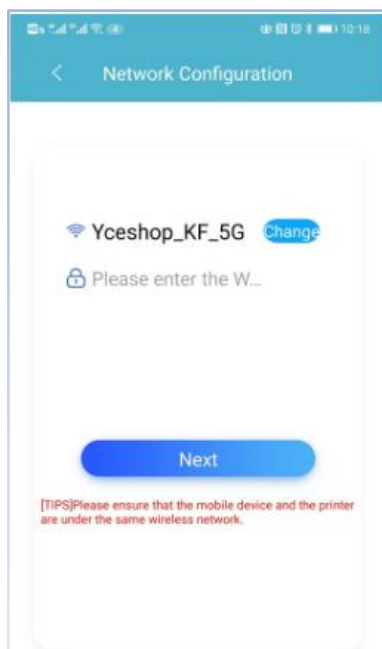 10:18
Network Configuration
Yceshop_KF_5G Change
Please enter the W...
Next
[TIPS]Please ensure that the mobile device and the printer
are under the same wireless network.